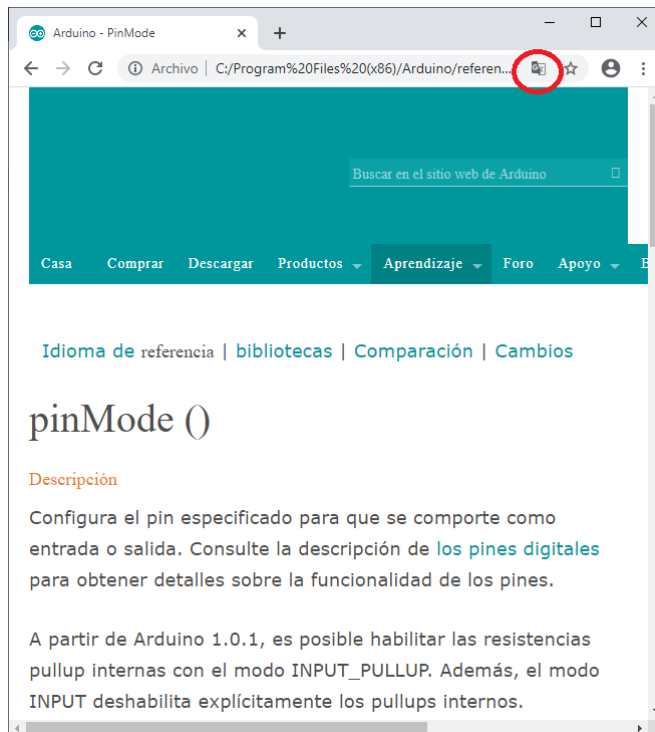 Arduino - PinMode
Archivo | C:/Program%20Files%20(x86)/Arduino/referen...
Buscar en el sitio web de Arduino
Casa Comprar Descargar Productos Aprendizaje Foro Apoyo
Idioma de referencia | bibliotecas | Comparación | Cambios
pinMode ()
Descripción
Configura el pin especificado para que se comporte como
entrada o salida. Consulte la descripción de los pines digitales
para obtener detalles sobre la funcionalidad de los pines.
A partir de Arduino 1.0.1, es posible habilitar las resistencias
pullup internas con el modo INPUT_PULLUP. Además, el modo
INPUT deshabilita explícitamente los pullups internos.